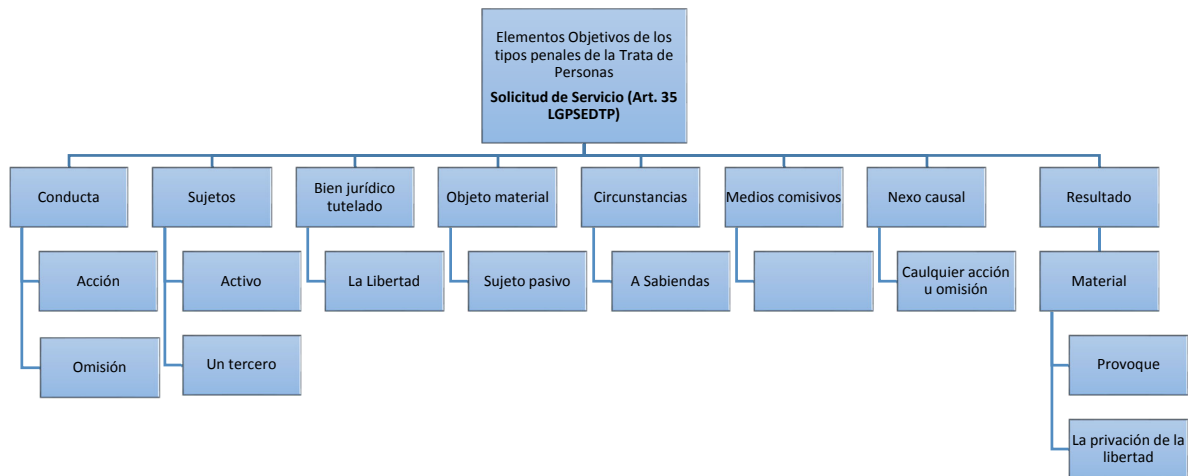 Elementos Objetivos de los
tipos penales de la Trata de
Personas
Solicitud de Servicio (Art. 35
LGPSEDTP)
Conducta
Acción
Omisión
Sujetos
Activo
Un tercero
Bien jurídico
tutelado
La Libertad
Objeto material
Sujeto pasivo
Circunstancias
A Sabiendas
Medios comisivos
Nexo causal
Caulquier acción
u omisión
Resultado
Material
Provoque
La privación de la
libertad